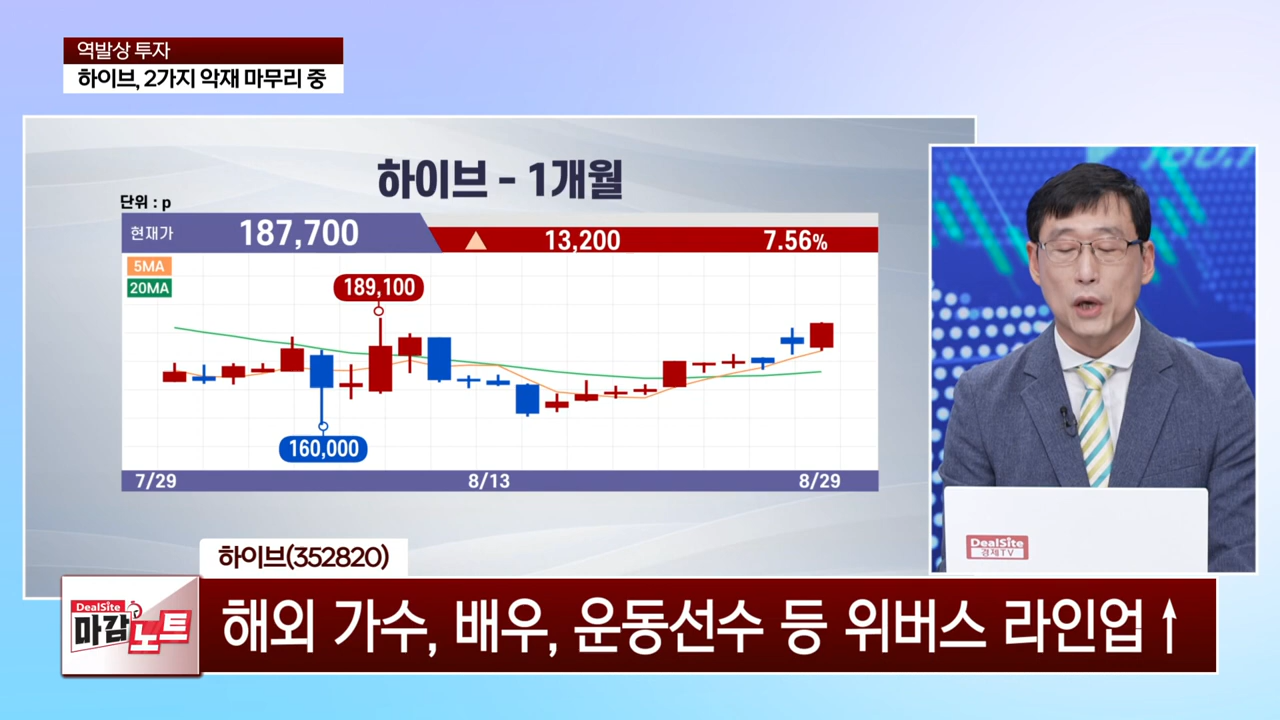 역발상 투자
하이브, 2가지 악재 마무리 중
하이브 - 1개월
단위 : p
현재가 187,700 ▲ 13,200 7.56%
5MA
20MA
189,100
160,000
7/29 8/13 8/29
DealSite
경제TV
하이브(352820)
DealSite
마감노트
해외 가수, 배우, 운동선수 등 위버스 라인업↑